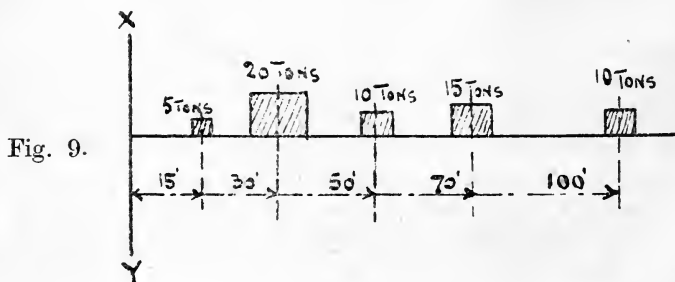 X
20 TONS
5 TONS
10 TONS
15 TONS
10 TONS
Fig. 9.
15' 30' 50' 70' 100'
Y